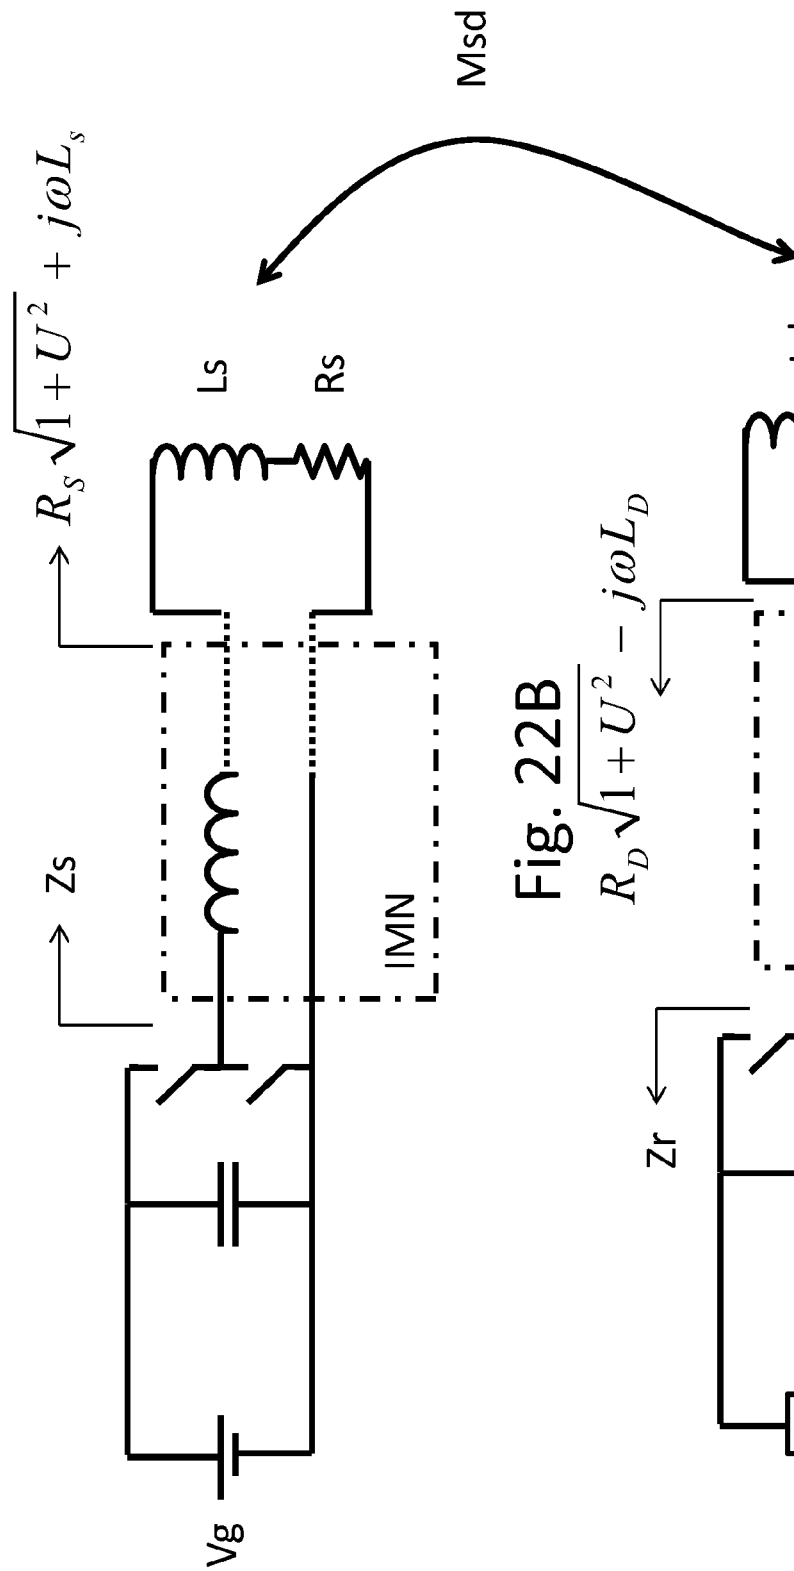 Msd
R_S √(1+U²) + jωL_s
Ls
Rs
Zs
IMN
Vg
Fig. 22B
R_D √(1+U²) − jωL_D
Zr